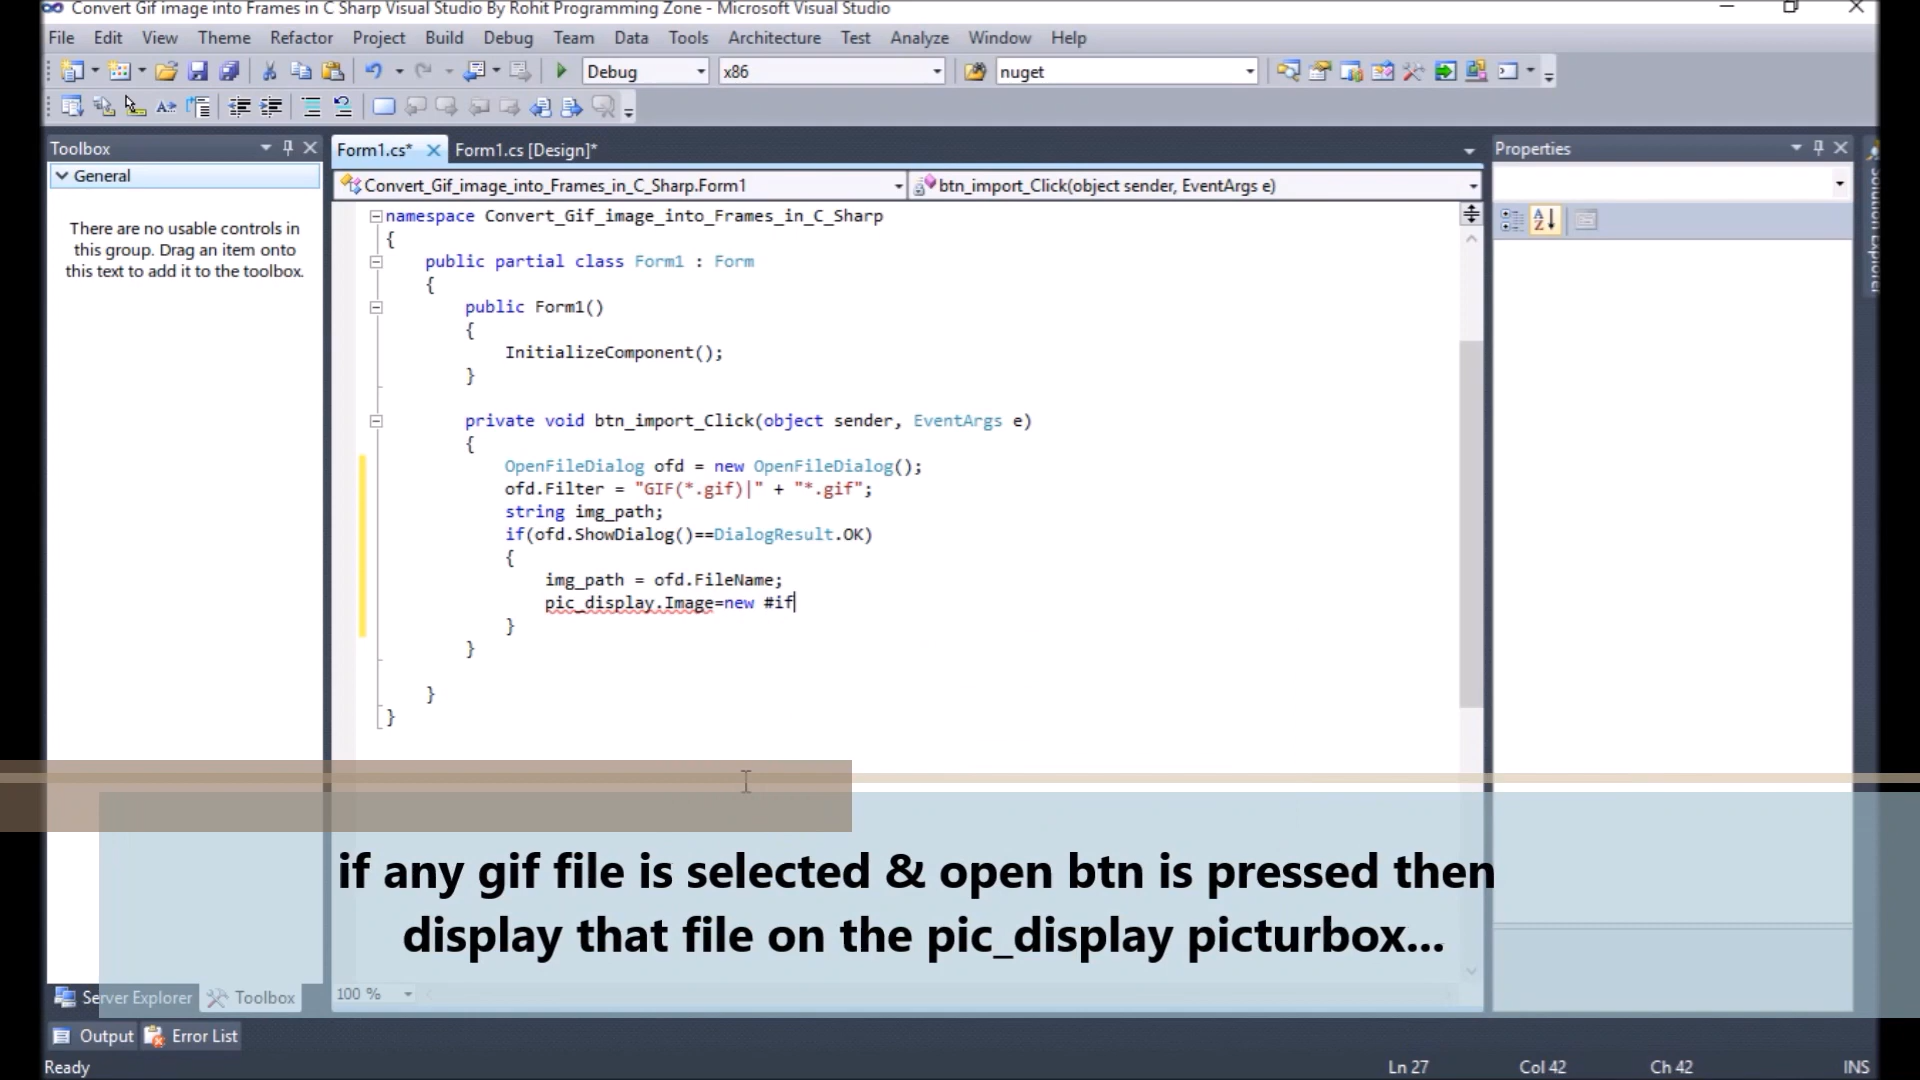 Convert Gif image into Frames in C Sharp Visual Studio By Rohit Programming Zone - Microsoft Visual Studio
File Edit View Theme Refactor Project Build Debug Team Data Tools Architecture Test Analyze Window Help
Debug x86 nuget
Toolbox
General
There are no usable controls in
this group. Drag an item onto
this text to add it to the toolbox.
Form1.cs* Form1.cs [Design]*
Convert_Gif_image_into_Frames_in_C_Sharp.Form1 btn_import_Click(object sender, EventArgs e)
namespace Convert_Gif_image_into_Frames_in_C_Sharp
{
public partial class Form1 : Form
{
public Form1()
{
InitializeComponent();
}
private void btn_import_Click(object sender, EventArgs e)
{
OpenFileDialog ofd = new OpenFileDialog();
ofd.Filter = "GIF(*.gif)|" + "*.gif";
string img_path;
if(ofd.ShowDialog()==DialogResult.OK)
{
img_path = ofd.FileName;
pic_display.Image=new #if
}
}
}
}
Properties
Solution Explorer
if any gif file is selected & open btn is pressed then
display that file on the pic_display picturbox...
Server Explorer Toolbox
100 %
Output Error List
Ready Ln 27 Col 42 Ch 42 INS